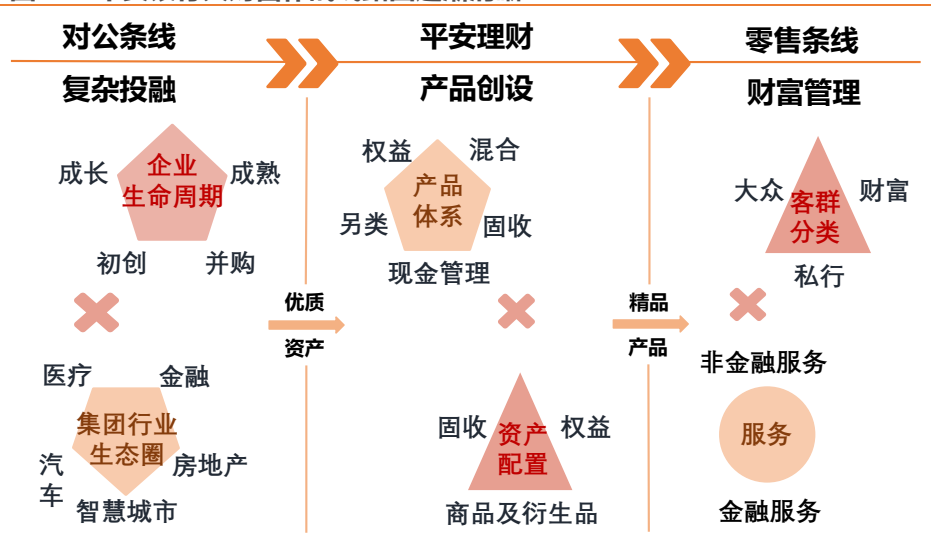 对公条线
平安理财
零售条线
复杂投融
产品创设
财富管理
成长
企业
生命周期
成熟
初创
并购
医疗
金融
集团行业
生态圈
汽
车
房地产
智慧城市
优质
资产
权益
混合
产品
体系
另类
固收
现金管理
固收
资产
配置
权益
商品及衍生品
精品
产品
大众
客群
分类
财富
私行
非金融服务
服务
金融服务